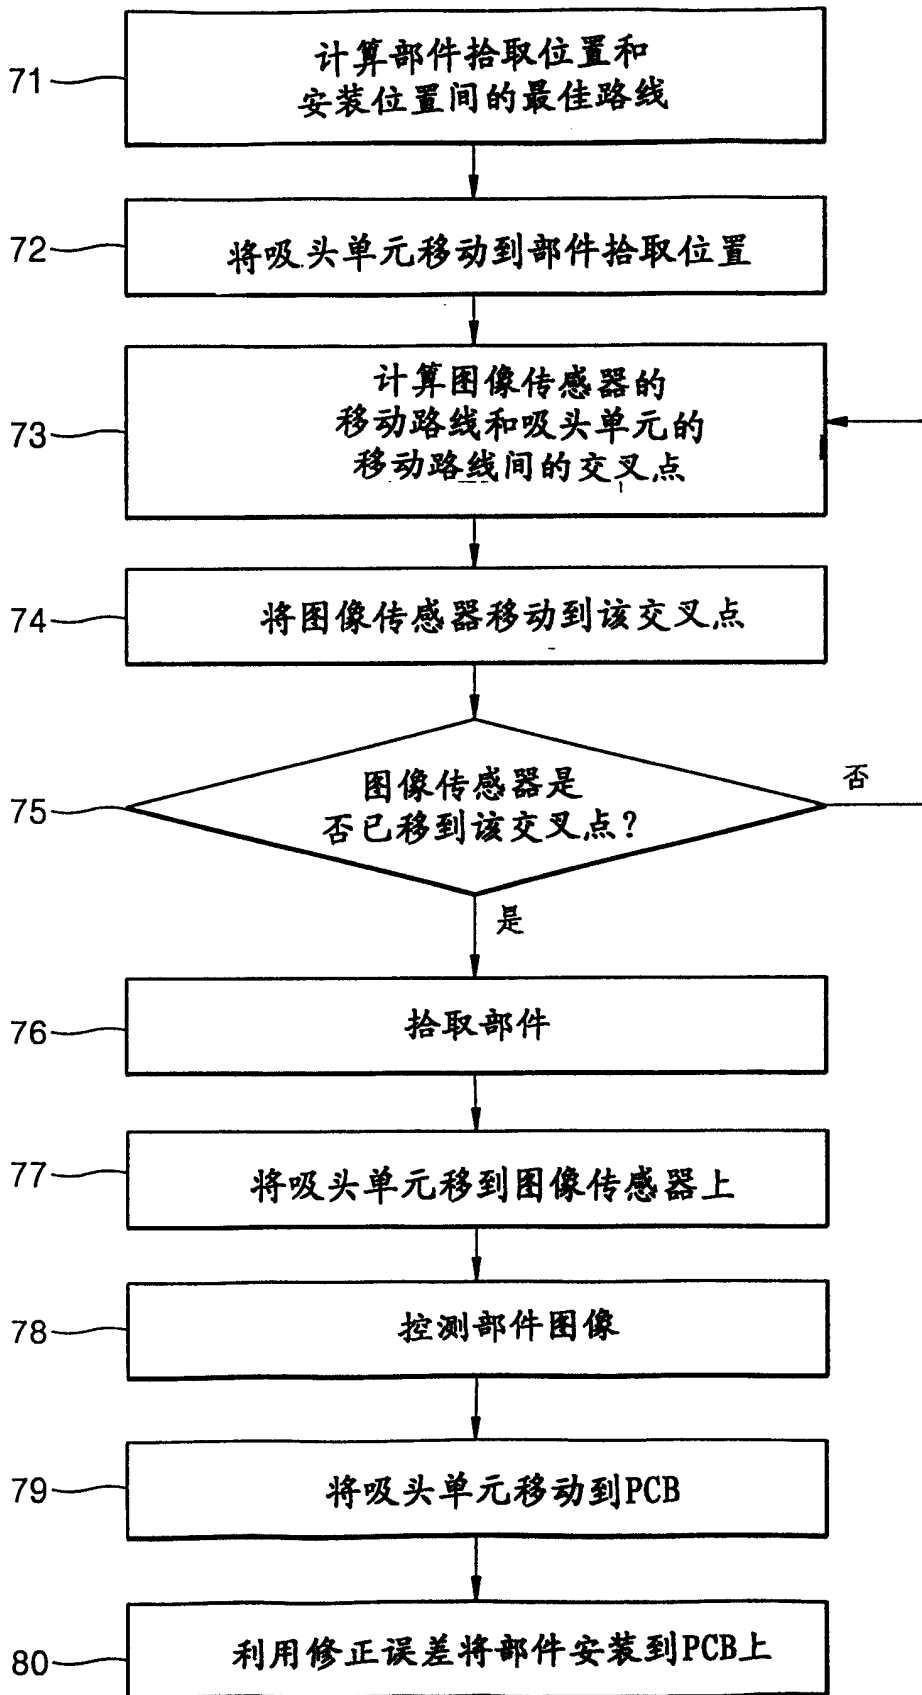 71
计算部件拾取位置和
安装位置间的最佳路线
72
将吸头单元移动到部件拾取位置
73
计算图像传感器的
移动路线和吸头单元的
移动路线间的交叉点
74
将图像传感器移动到该交叉点
75
图像传感器是
否已移到该交叉点?
否
是
76
拾取部件
77
将吸头单元移到图像传感器上
78
控测部件图像
79
将吸头单元移动到PCB
80
利用修正误差将部件安装到PCB上